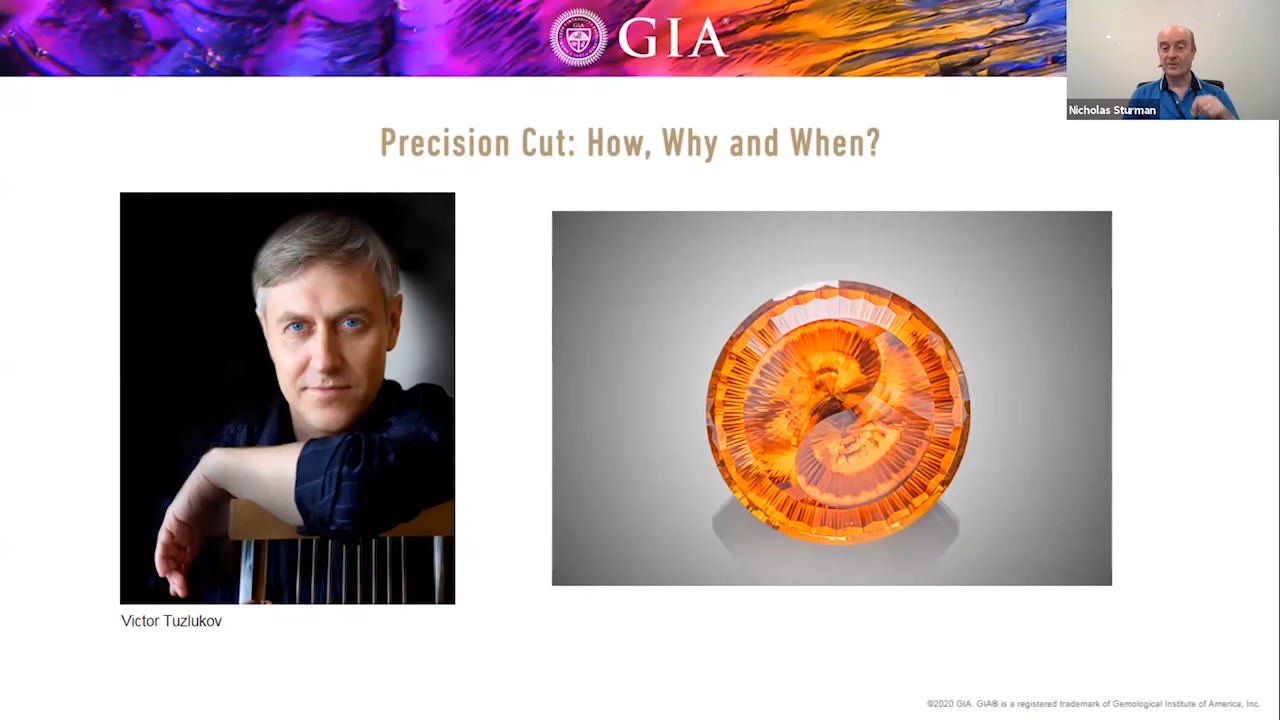 GIA
GIA®
Nicholas Sturman
Precision Cut: How, Why and When?
Victor Tuzlukov
©2020 GIA. GIA® is a registered trademark of Gemological Institute of America, Inc.